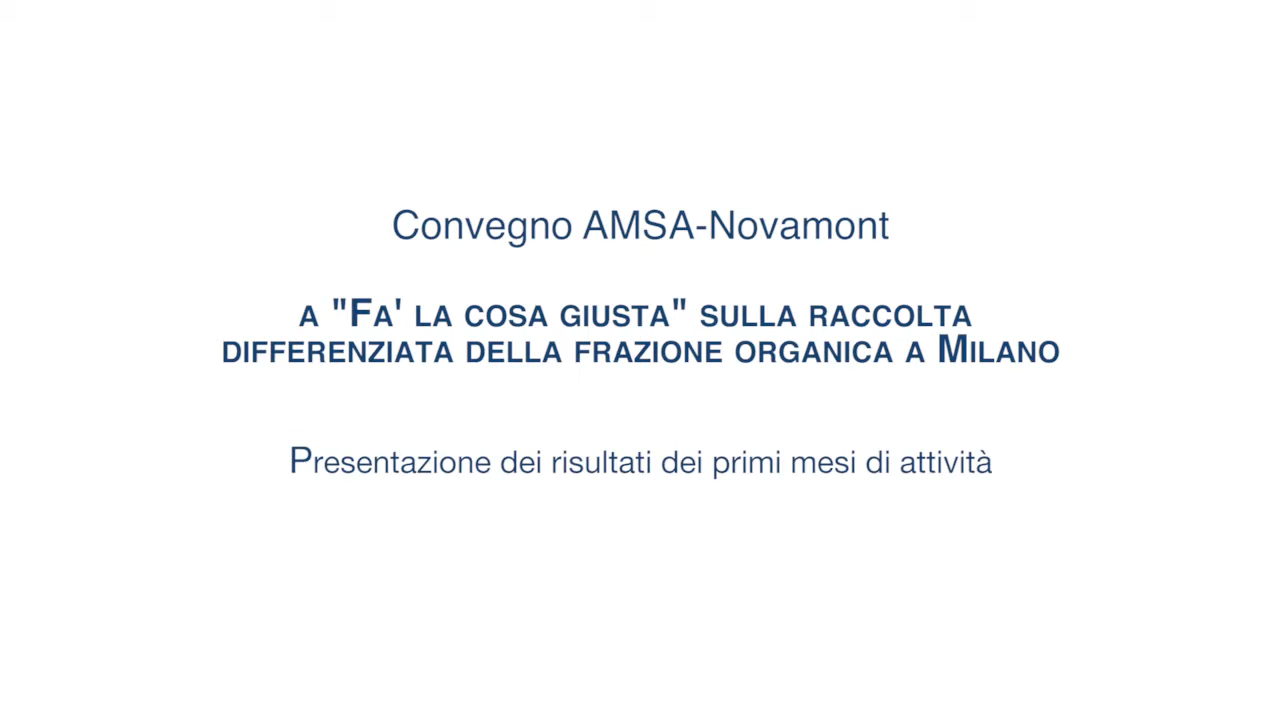 Convegno AMSA-Novamont
A "FA' LA COSA GIUSTA" SULLA RACCOLTA
DIFFERENZIATA DELLA FRAZIONE ORGANICA A MILANO
Presentazione dei risultati dei primi mesi di attività